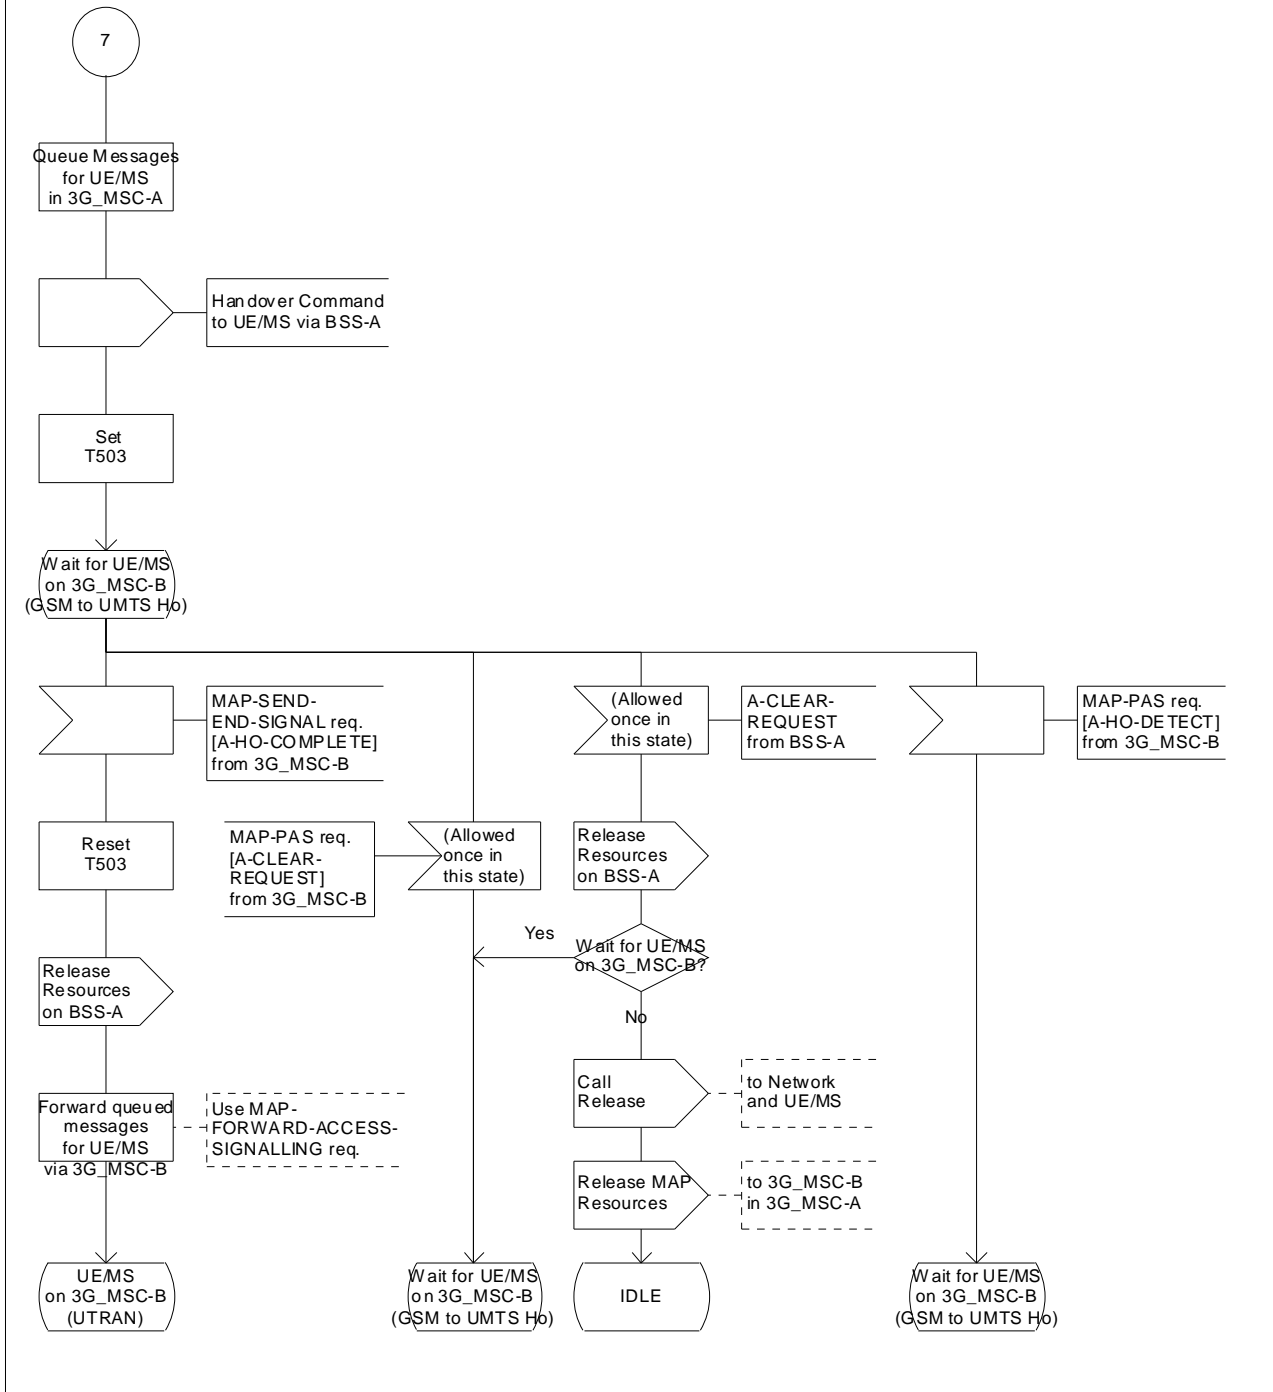 7
Queue Messages
for UE/MS
in 3G_MSC-A
Handover Command
to UE/MS via BSS-A
Set
T503
Wait for UE/MS
on 3G_MSC-B
(GSM to UMTS Ho)
MAP-SEND-
END-SIGNAL req.
[A-HO-COMPLETE]
from 3G_MSC-B
(Allowed
once in
this state)
A-CLEAR-
REQUEST
from BSS-A
MAP-PAS req.
[A-HO-DETECT]
from 3G_MSC-B
Reset
T503
MAP-PAS req.
[A-CLEAR-
REQUEST]
from 3G_MSC-B
(Allowed
once in
this state)
Release
Resources
on BSS-A
Yes
Wait for UE/MS
on 3G_MSC-B?
No
Release
Resources
on BSS-A
Forward queued
messages
for UE/MS
via 3G_MSC-B
Use MAP-
FORWARD-ACCESS-
SIGNALLING req.
Call
Release
to Network
and UE/MS
Release MAP
Resources
to 3G_MSC-B
in 3G_MSC-A
UE/MS
on 3G_MSC-B
(UTRAN)
Wait for UE/MS
on 3G_MSC-B
(GSM to UMTS Ho)
IDLE
Wait for UE/MS
on 3G_MSC-B
(GSM to UMTS Ho)